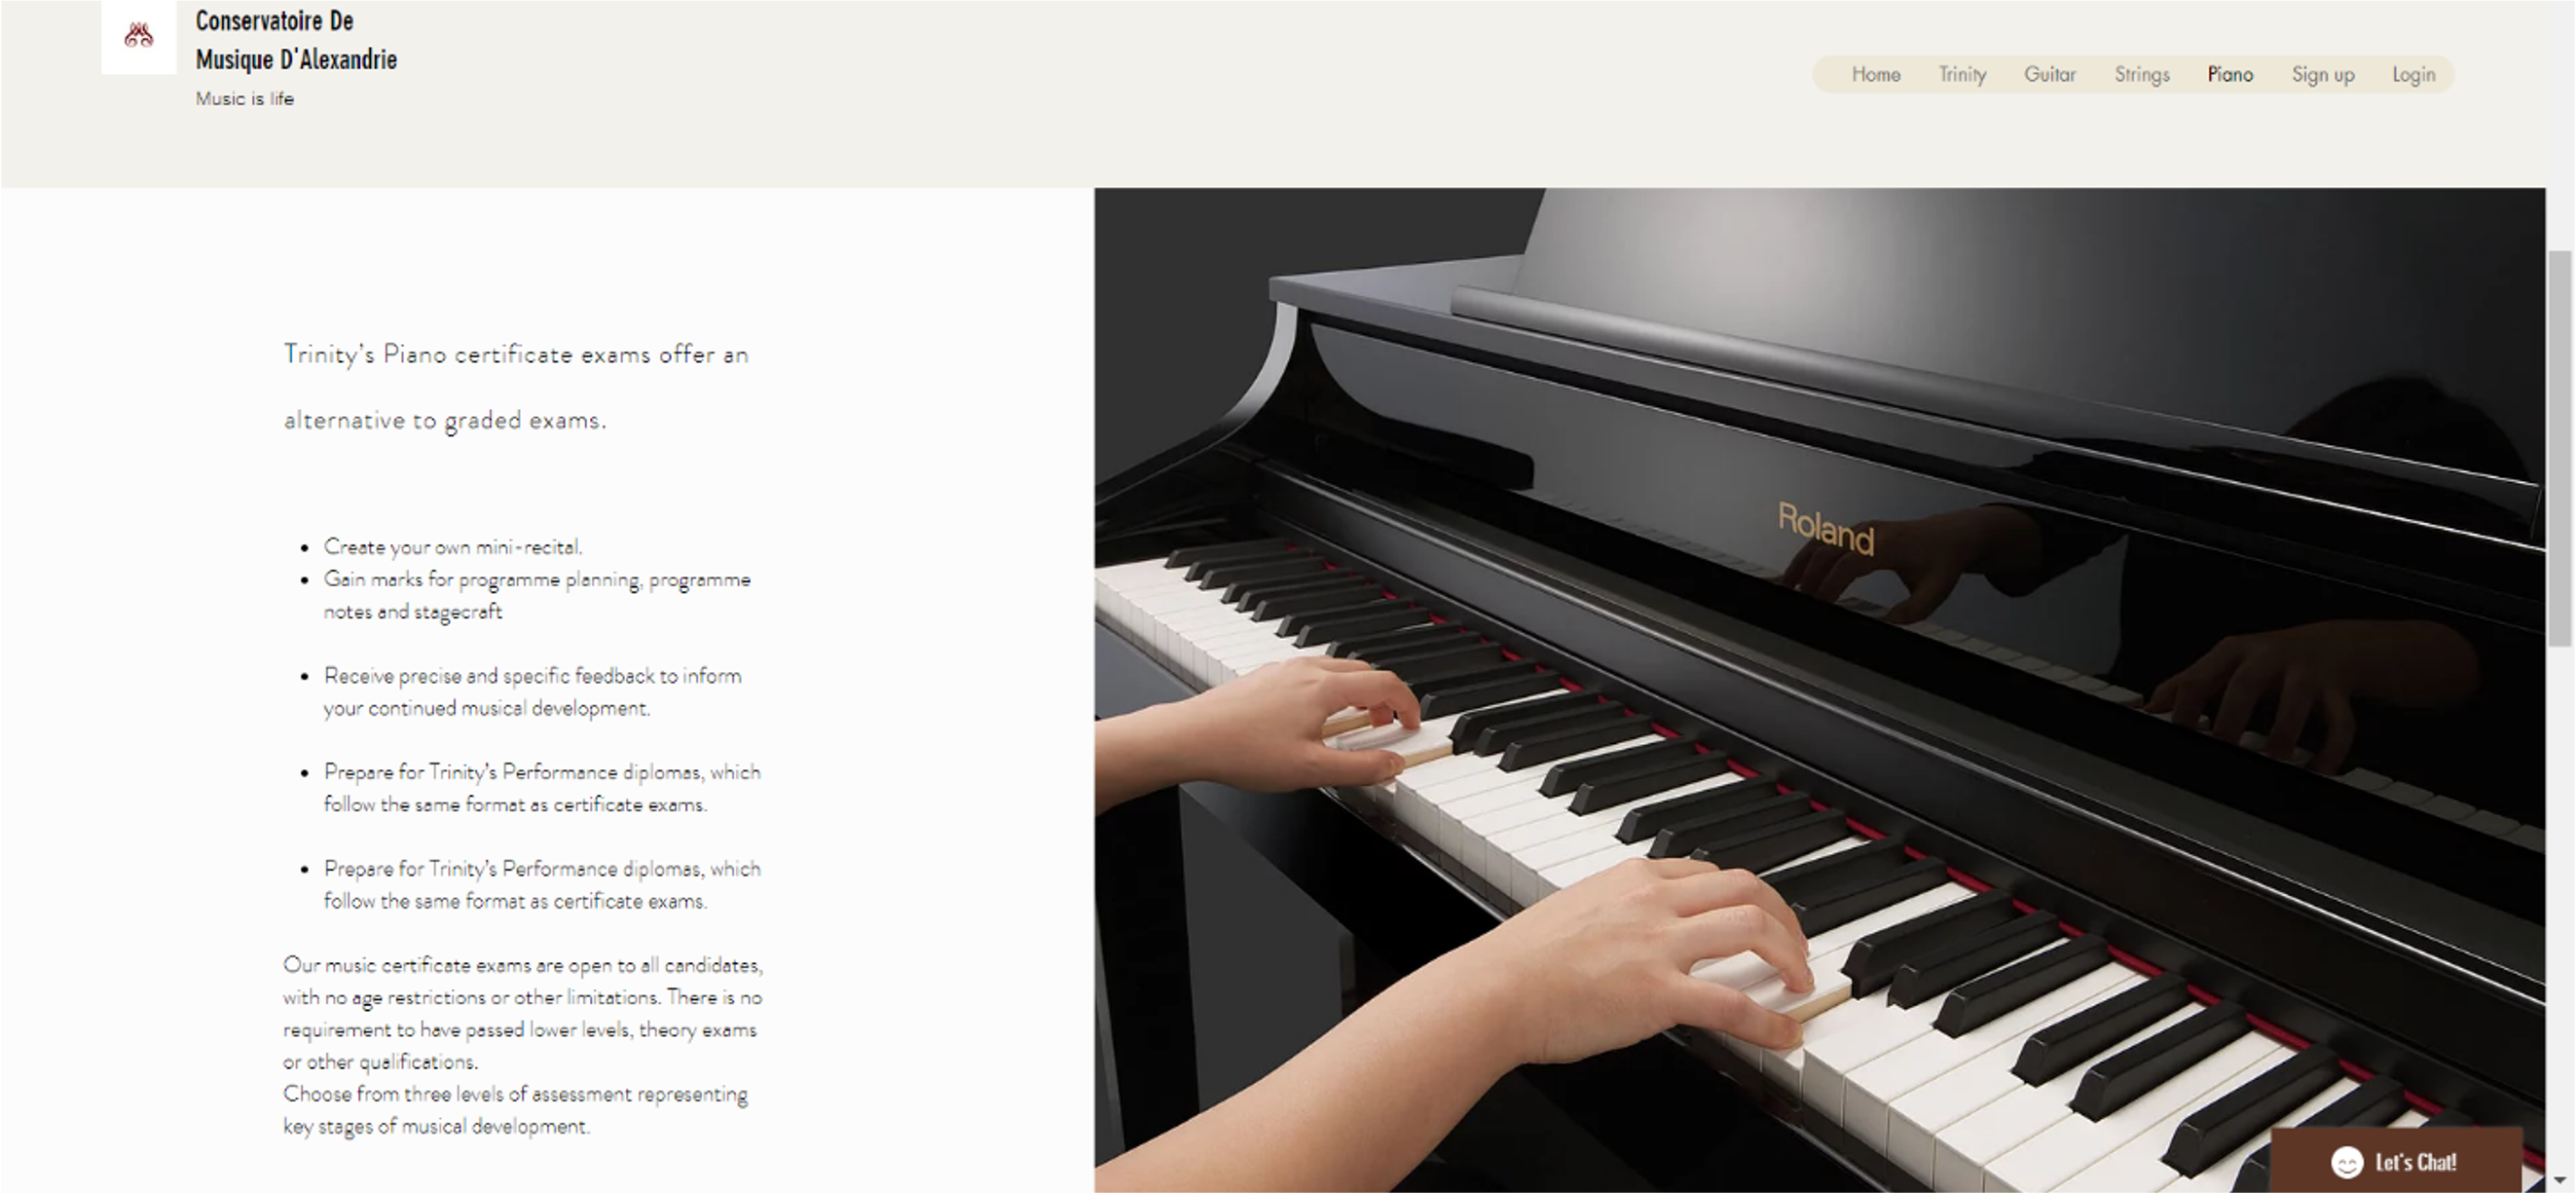 Conservatoire De
Musique D'Alexandrie
Music is life
Home Trinity Guitar Strings Piano Sign up Login
Trinity's Piano certificate exams offer an
alternative to graded exams.
• Create your own mini-recital.
• Gain marks for programme planning, programme
notes and stagecraft
• Receive precise and specific feedback to inform
your continued musical development.
• Prepare for Trinity's Performance diplomas, which
follow the same format as certificate exams.
• Prepare for Trinity's Performance diplomas, which
follow the same format as certificate exams.
Our music certificate exams are open to all candidates,
with no age restrictions or other limitations. There is no
requirement to have passed lower levels, theory exams
or other qualifications.
Choose from three levels of assessment representing
key stages of musical development.
Roland
Let's Chat!